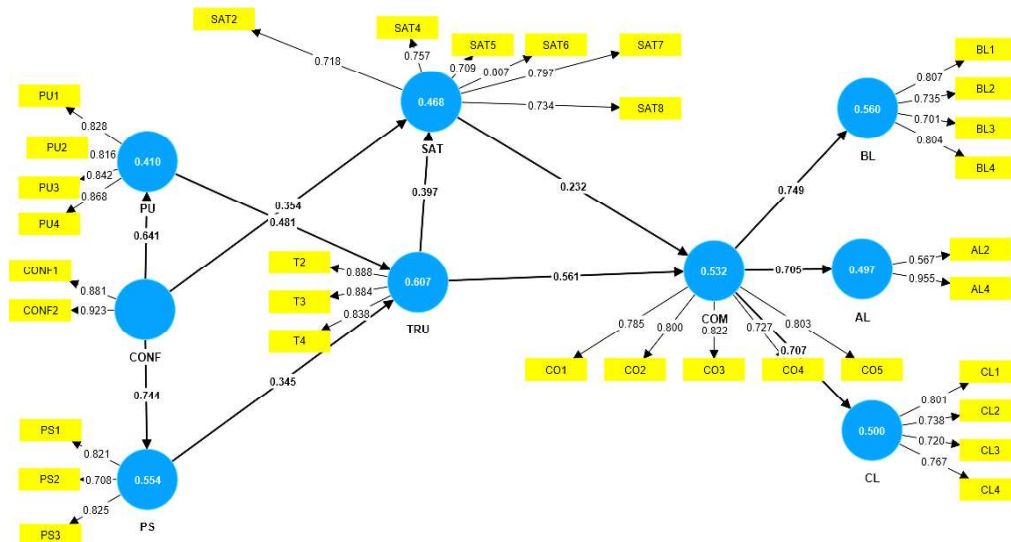 SAT2
SAT4
SAT5
SAT6
SAT7
SAT8
0.718
0.757
0.709
0.007
0.797
0.734
0.468
SAT
PU1
PU2
PU3
PU4
0.828
0.816
0.842
0.868
0.410
PU
0.641
0.354
0.481
0.397
0.232
CONF1
CONF2
0.881
0.923
CONF
0.744
T2
T3
T4
0.888
0.884
0.838
0.607
TRU
0.345
0.561
PS1
PS2
PS3
0.821
0.708
0.825
0.554
PS
0.532
COM
0.785
0.800
0.822
0.727
0.803
CO1
CO2
CO3
CO4
CO5
0.749
0.705
0.707
0.560
BL
0.807
0.735
0.701
0.804
BL1
BL2
BL3
BL4
0.497
AL
0.567
0.955
AL2
AL4
0.500
CL
0.801
0.738
0.720
0.767
CL1
CL2
CL3
CL4